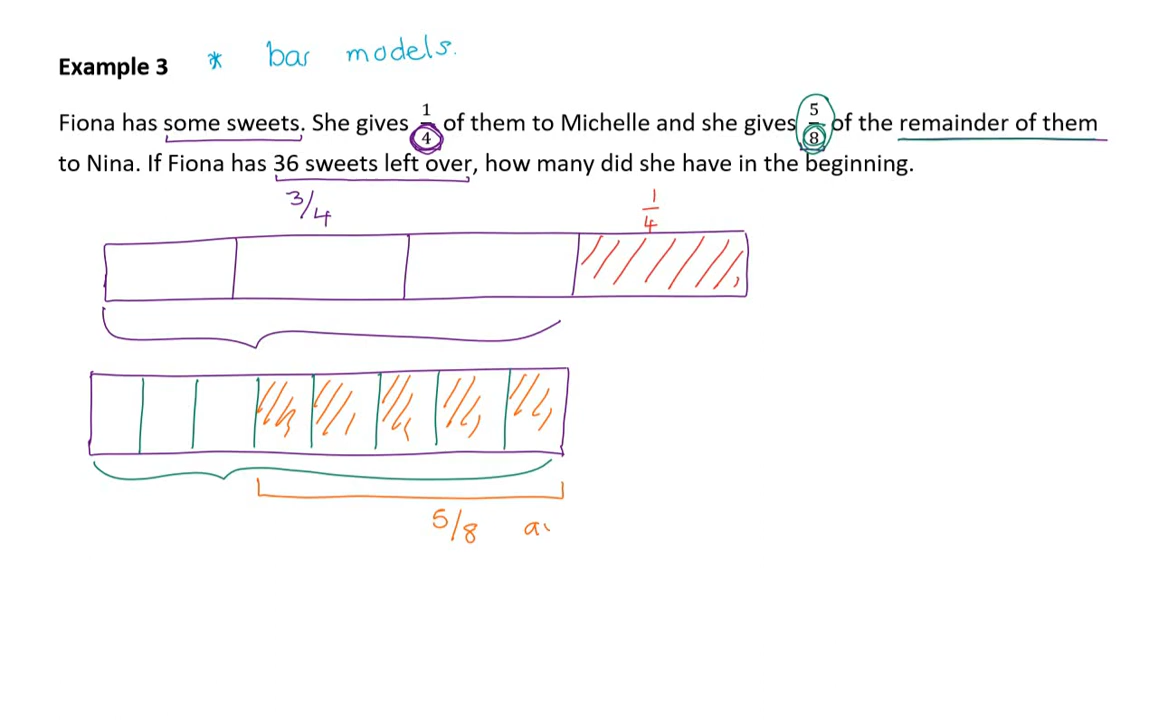 Example 3 * bar models.
Fiona has some sweets. She gives 1/4 of them to Michelle and she gives 5/8 of the remainder of them
to Nina. If Fiona has 36 sweets left over, how many did she have in the beginning.
3/4 1/4
5/8